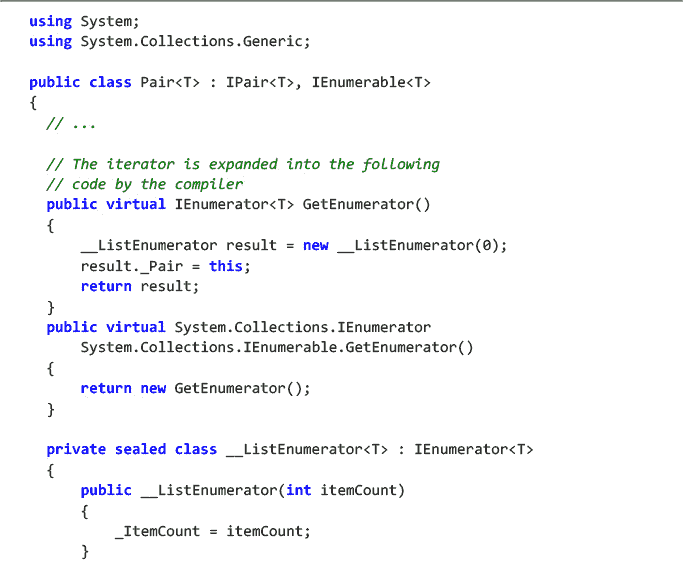 using System;
using System.Collections.Generic;
public class Pair<T> : IPair<T>, IEnumerable<T>
{
// ...
// The iterator is expanded into the following
// code by the compiler
public virtual IEnumerator<T> GetEnumerator()
{
__ListEnumerator result = new __ListEnumerator(0);
result._Pair = this;
return result;
}
public virtual System.Collections.IEnumerator
System.Collections.IEnumerable.GetEnumerator()
{
return new GetEnumerator();
}
private sealed class __ListEnumerator<T> : IEnumerator<T>
{
public __ListEnumerator(int itemCount)
{
_ItemCount = itemCount;
}